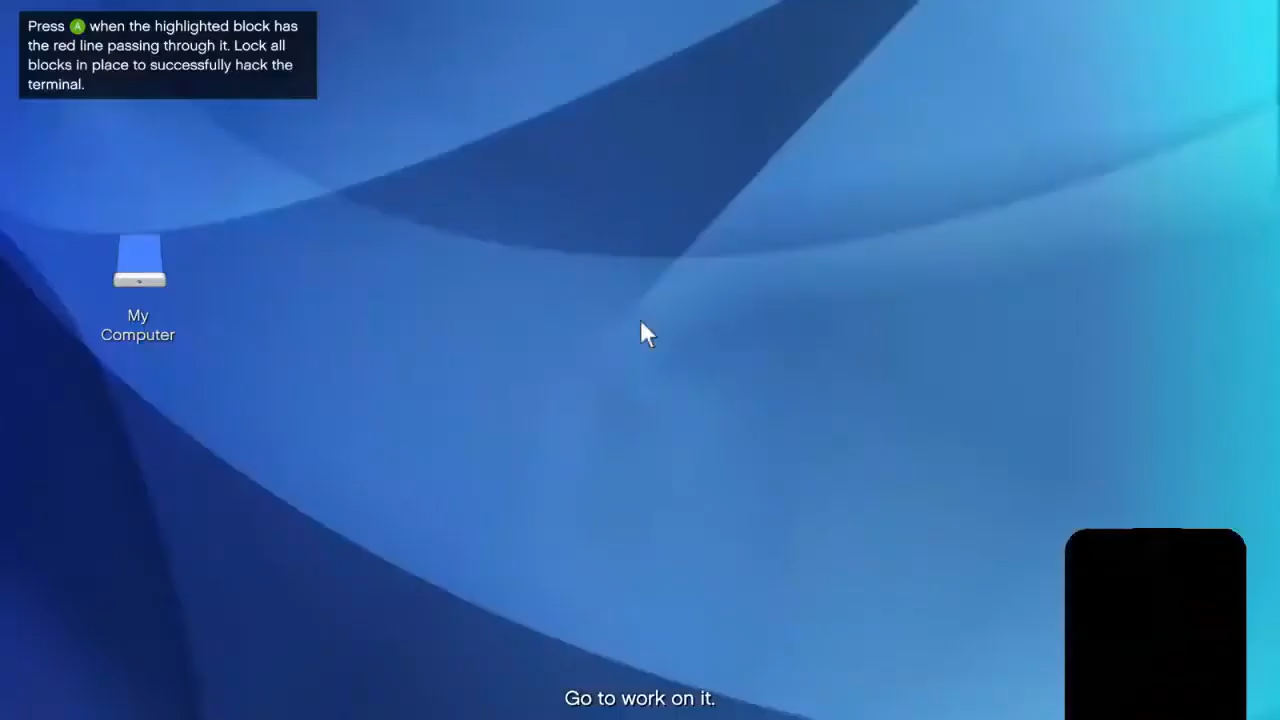 Press A when the highlighted block has
the red line passing through it. Lock all
blocks in place to successfully hack the
terminal.
My
Computer
Go to work on it.